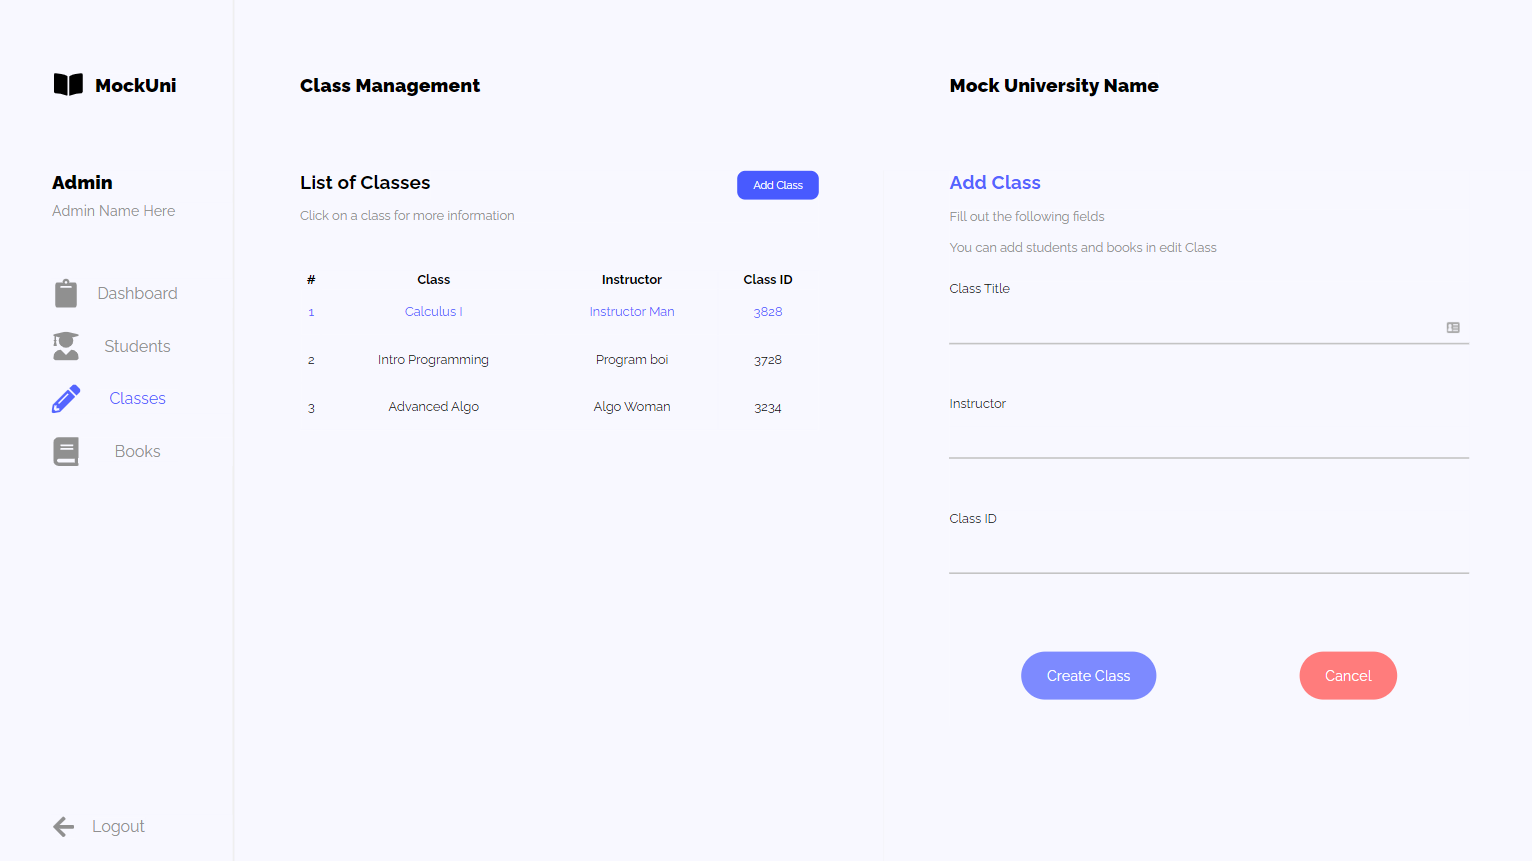 MockUni
Admin
Admin Name Here
Dashboard
Students
Classes
Books
Logout
Class Management
List of Classes
Add Class
Click on a class for more information
# Class Instructor Class ID
1 Calculus I Instructor Man 3828
2 Intro Programming Program boi 3728
3 Advanced Algo Algo Woman 3234
Mock University Name
Add Class
Fill out the following fields
You can add students and books in edit Class
Class Title
Instructor
Class ID
Create Class Cancel